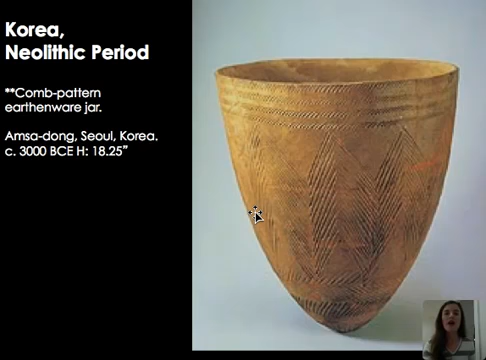 Korea,
Neolithic Period
**Comb-pattern
earthenware jar.
Amsa-dong, Seoul, Korea.
c. 3000 BCE H: 18.25”